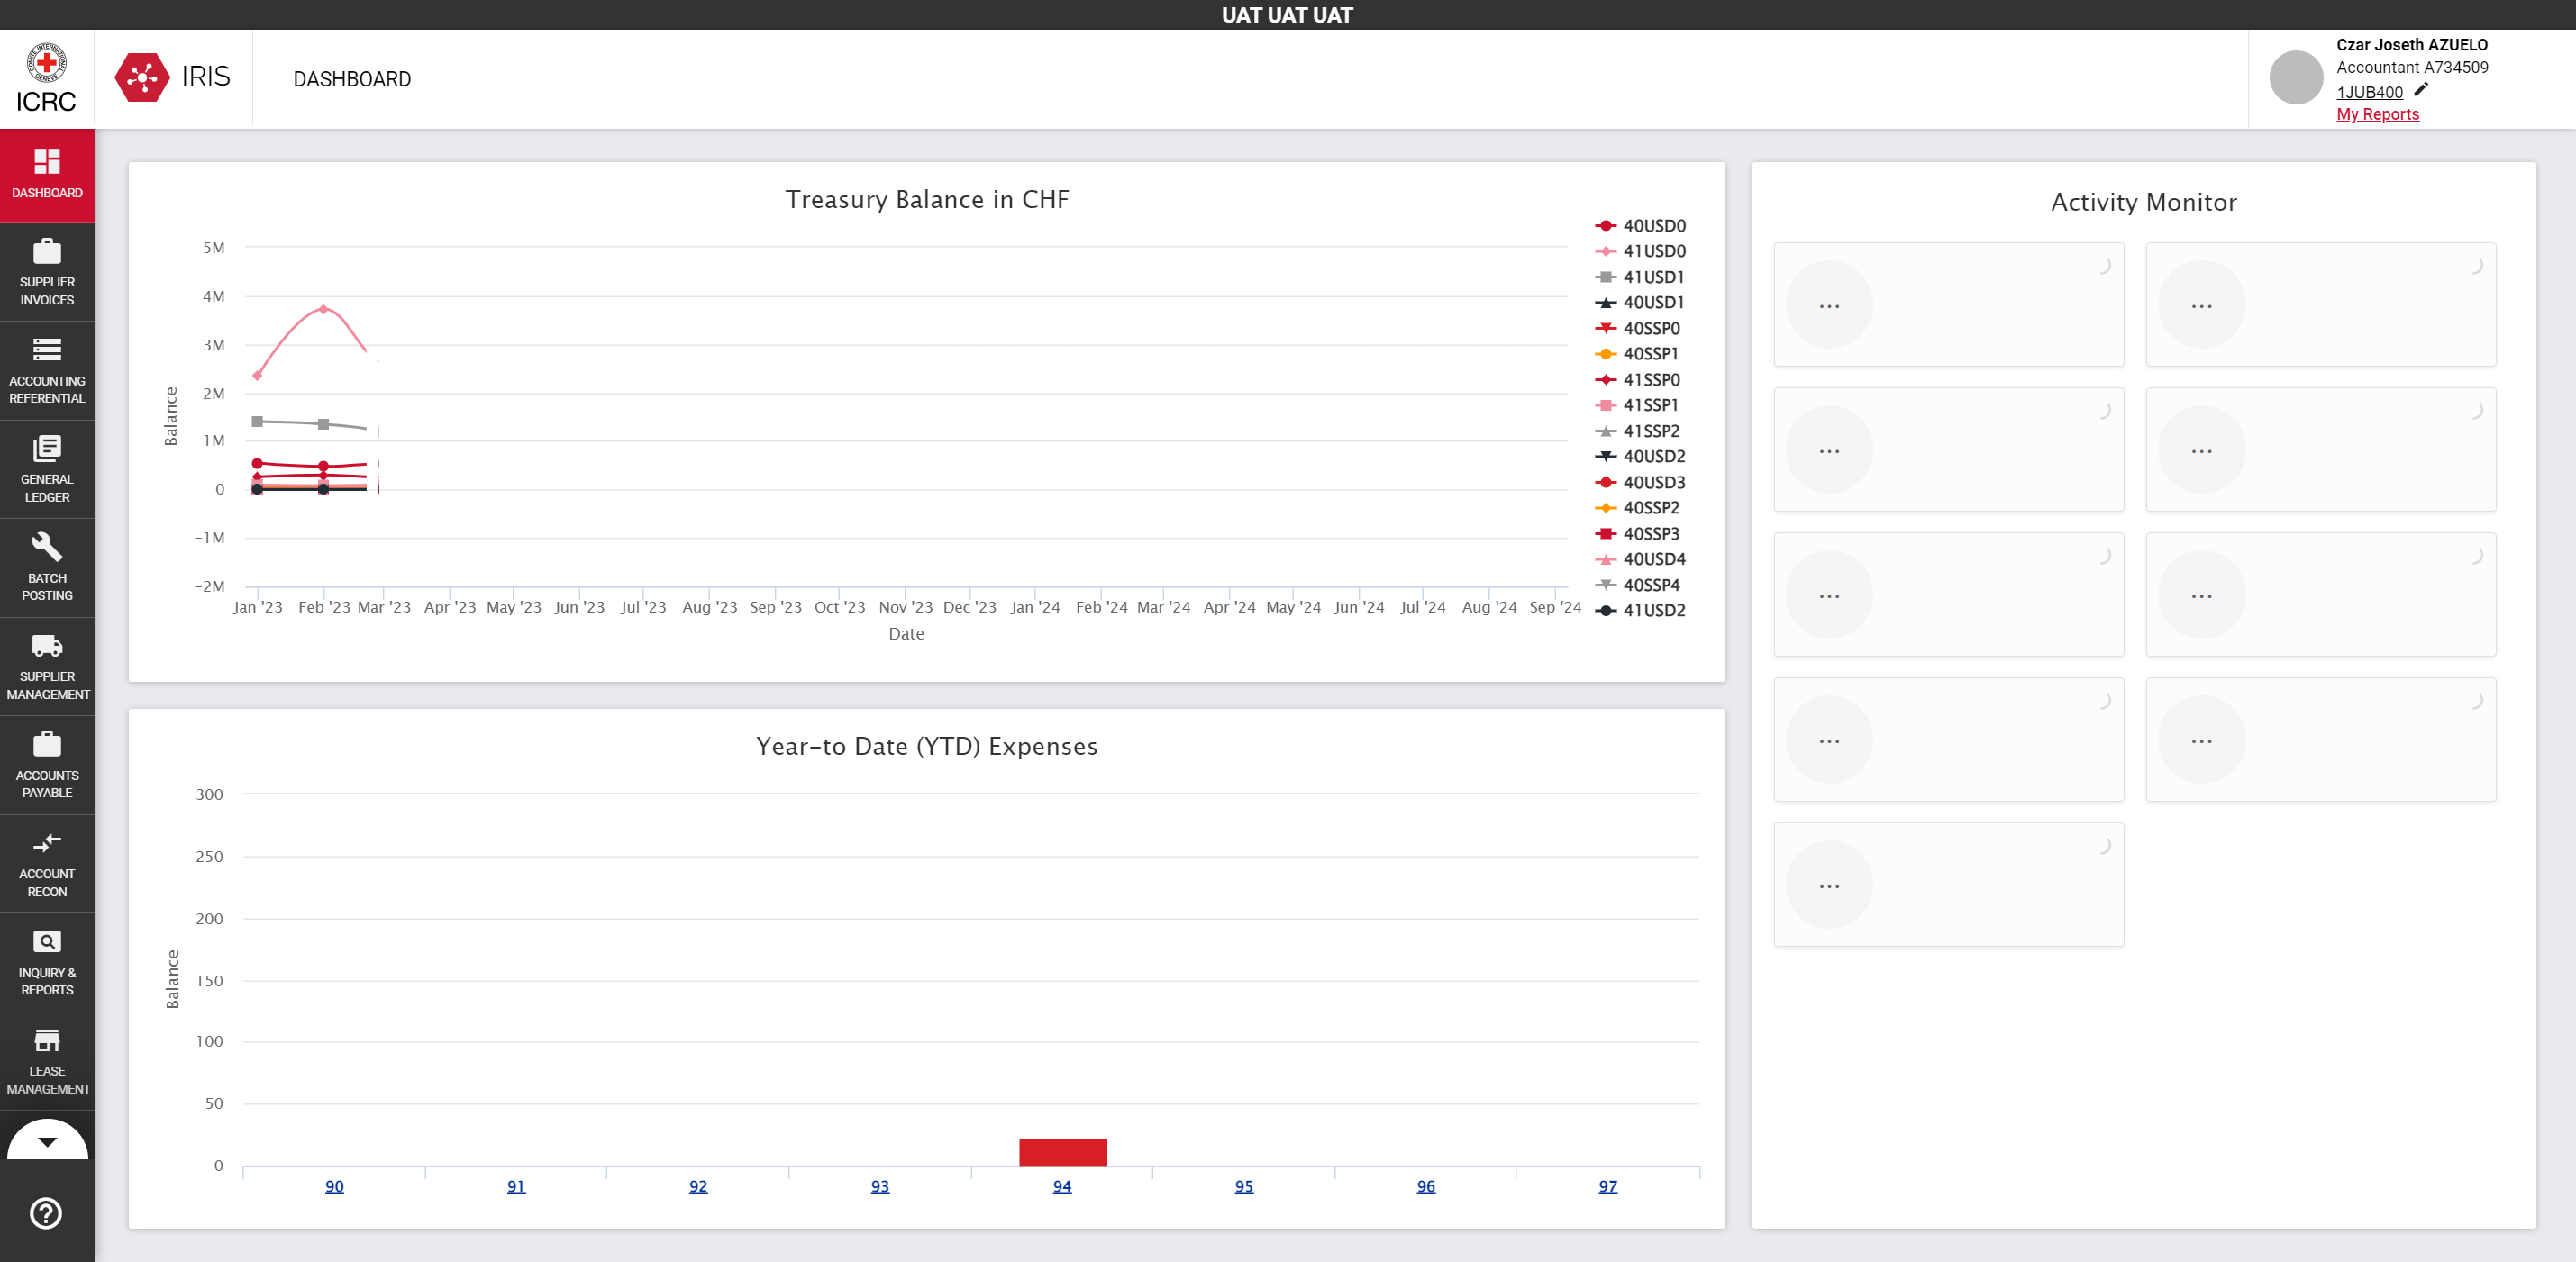 UAT UAT UAT
COMITE INTERNATIONAL GENEVE
ICRC
IRIS
DASHBOARD
Czar Joseth AZUELO
Accountant A734509
1JUB400
My Reports
DASHBOARD
SUPPLIER
INVOICES
ACCOUNTING
REFERENTIAL
GENERAL
LEDGER
BATCH
POSTING
SUPPLIER
MANAGEMENT
ACCOUNTS
PAYABLE
ACCOUNT
RECON
INQUIRY &
REPORTS
LEASE
MANAGEMENT
Treasury Balance in CHF
Balance
5M
4M
3M
2M
1M
0
-1M
-2M
Jan '23 Feb '23 Mar '23 Apr '23 May '23 Jun '23 Jul '23 Aug '23 Sep '23 Oct '23 Nov '23 Dec '23 Jan '24 Feb '24 Mar '24 Apr '24 May '24 Jun '24 Jul '24 Aug '24 Sep '24
Date
40USD0
41USD0
41USD1
40USD1
40SSP0
40SSP1
41SSP0
41SSP1
41SSP2
40USD2
40USD3
40SSP2
40SSP3
40USD4
40SSP4
41USD2
Year-to Date (YTD) Expenses
Balance
300
250
200
150
100
50
0
90 91 92 93 94 95 96 97
Activity Monitor
... ...
... ...
... ...
... ...
...